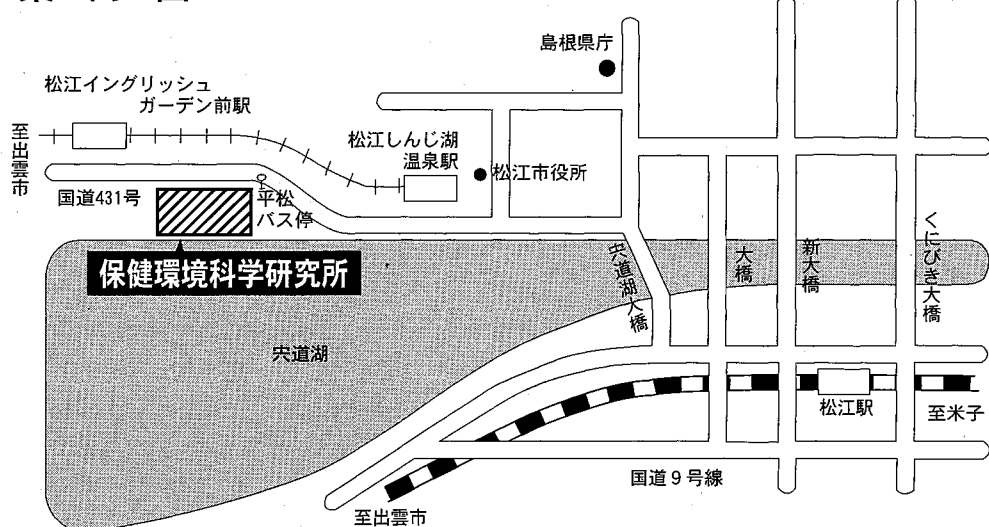 島根県庁
松江イングリッシュ
ガーデン前駅
至出雲市
松江しんじ湖
温泉駅
松江市役所
国道431号
平松
バス停
保健環境科学研究所
宍道湖
宍道湖大橋
大橋
新大橋
くにびき大橋
松江駅
至米子
国道9号線
至出雲市